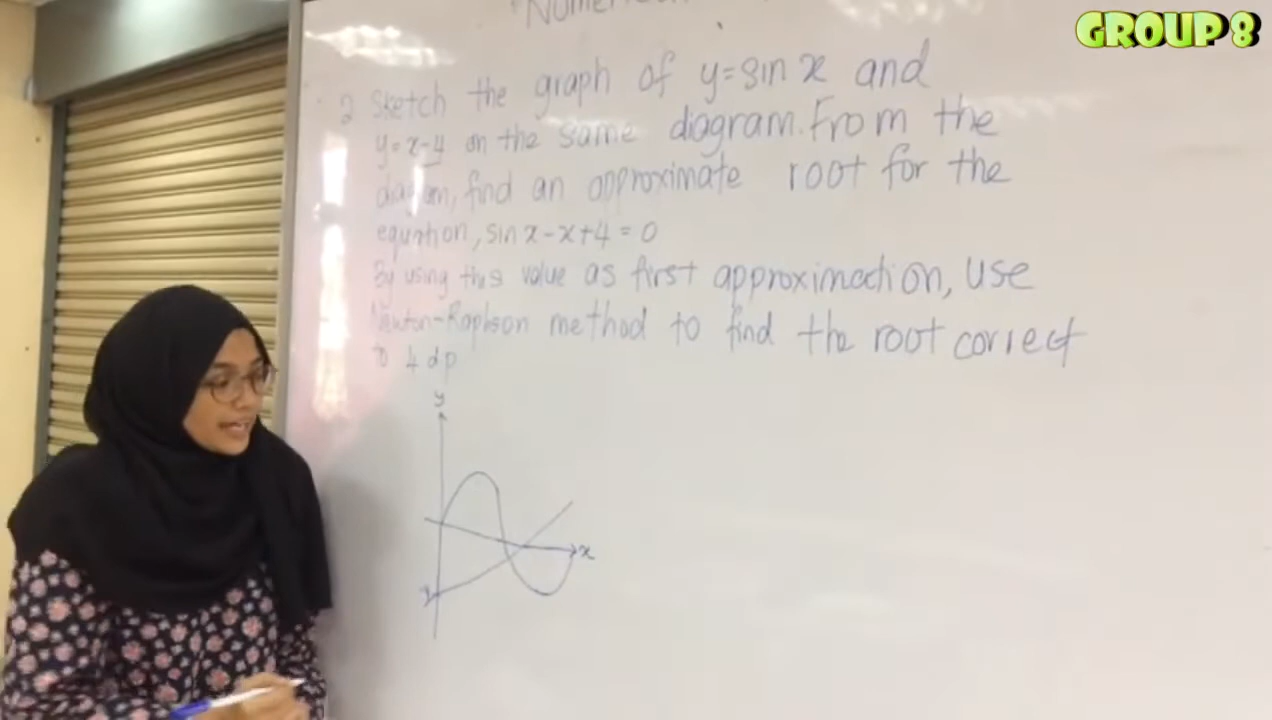 GROUP 8
Numerical
2 Sketch the graph of y=sin x and
y=x-4 on the same diagram. From the
diagram, find an approximate root for the
equation, sin x-x+4=0
By using this value as first approximation, use
Newton-Raphson method to find the root correct
to 4 dp
y
x